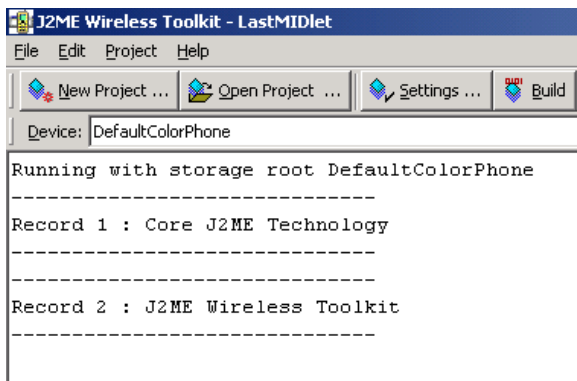 J2ME Wireless Toolkit - LastMIDlet
File Edit Project Help
New Project ... Open Project ... Settings ... Build
Device: DefaultColorPhone
Running with storage root DefaultColorPhone
------------------------------
Record 1 : Core J2ME Technology
------------------------------
------------------------------
Record 2 : J2ME Wireless Toolkit
------------------------------